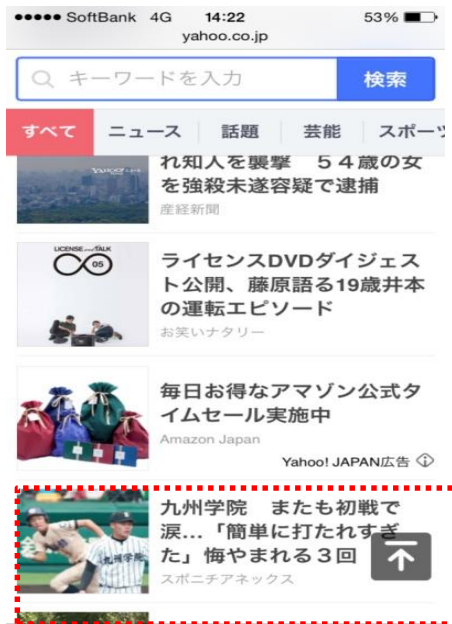 ●●●●● SoftBank 4G 14:22 53%
yahoo.co.jp
キーワードを入力 検索
すべて ニュース 話題 芸能 スポーツ
れ知人を襲撃 ５４歳の女
を強殺未遂容疑で逮捕
産経新聞
LICENSE and TALK
05
ライセンスDVDダイジェス
ト公開、藤原語る19歳井本
の運転エピソード
お笑いナタリー
毎日お得なアマゾン公式タ
イムセール実施中
Amazon Japan
Yahoo! JAPAN広告
九州学院 またも初戦で
涙…「簡単に打たれすぎ
た」悔やまれる３回
スポニチアネックス
九州学院